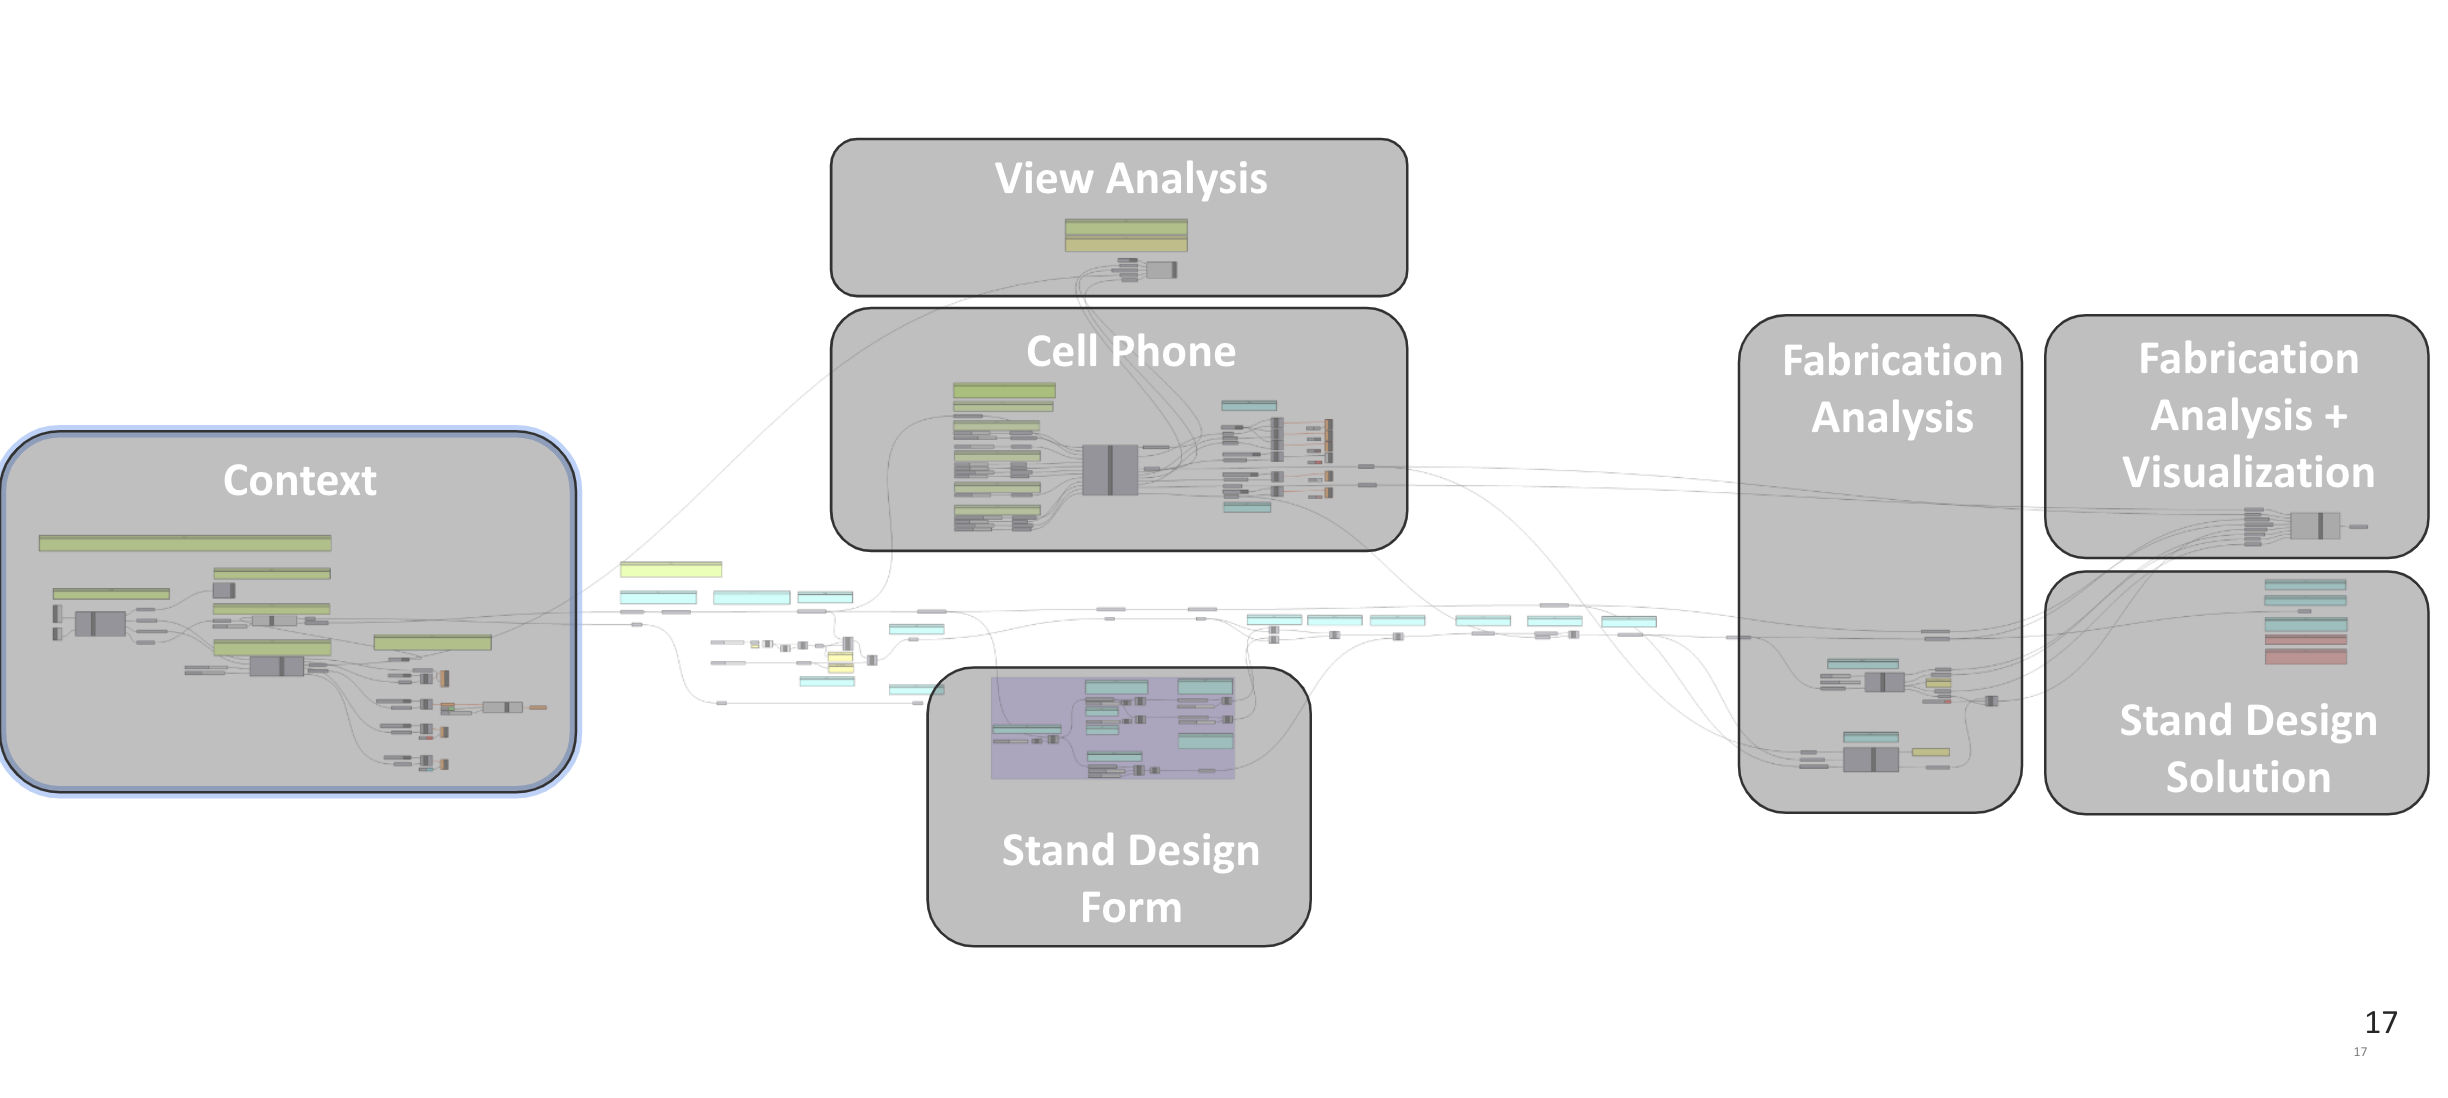 View Analysis
Cell Phone
Context
Fabrication
Analysis
Fabrication
Analysis +
Visualization
Stand Design
Form
Stand Design
Solution
17
17